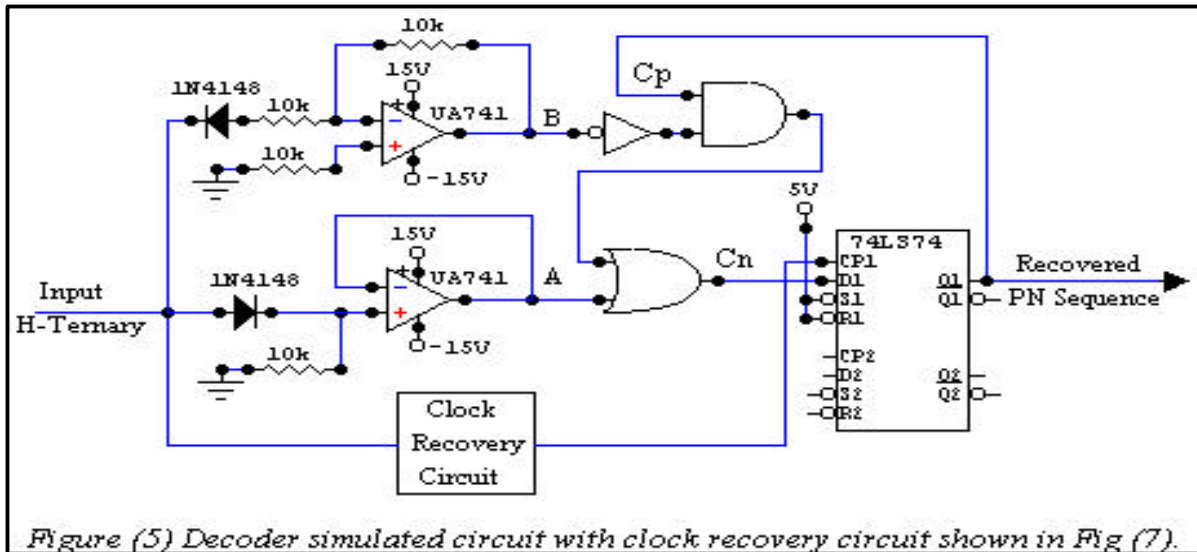 10k
15V
1N4148
10k
UA741
B
Cp
10k
-15V
5V
15V
74L374
UA741
A
Cn
CP1
Q1
Recovered
Input
1N4148
D1
S1
Q1
PN Sequence
H-Ternary
R1
10k
-15V
CP2
D2
Q2
S2
Q2
R2
Clock
Recovery
Circuit
Figure (5) Decoder simulated circuit with clock recovery circuit shown in Fig (7).